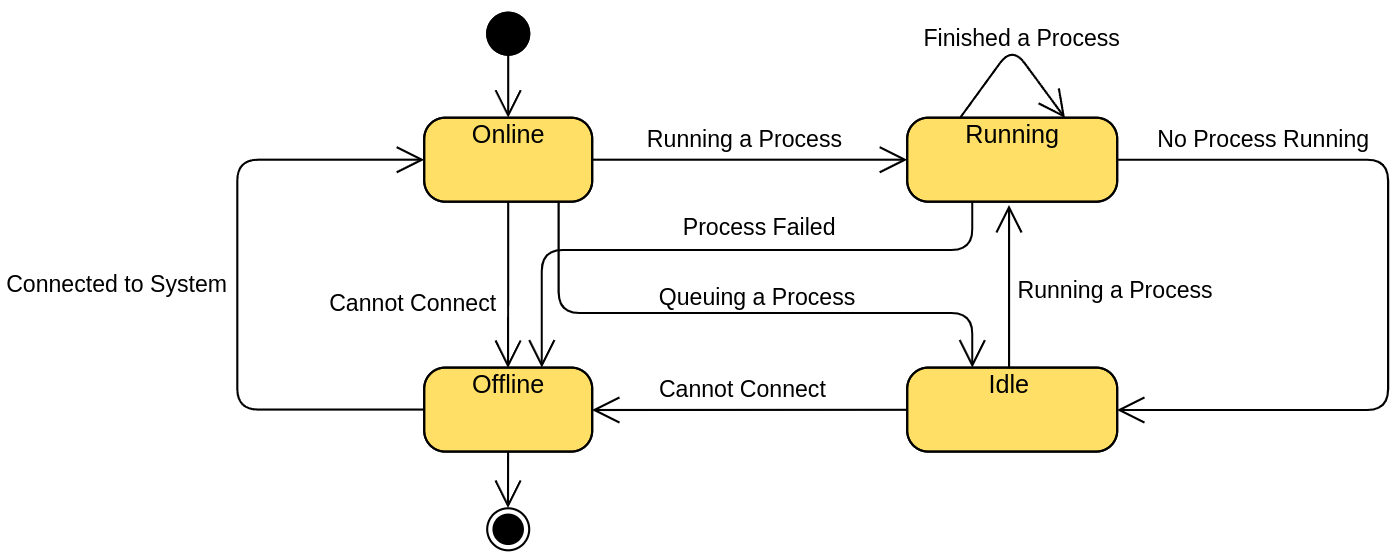 Finished a Process
Online
Running a Process
Running
No Process Running
Process Failed
Connected to System
Cannot Connect
Queuing a Process
Running a Process
Offline
Cannot Connect
Idle